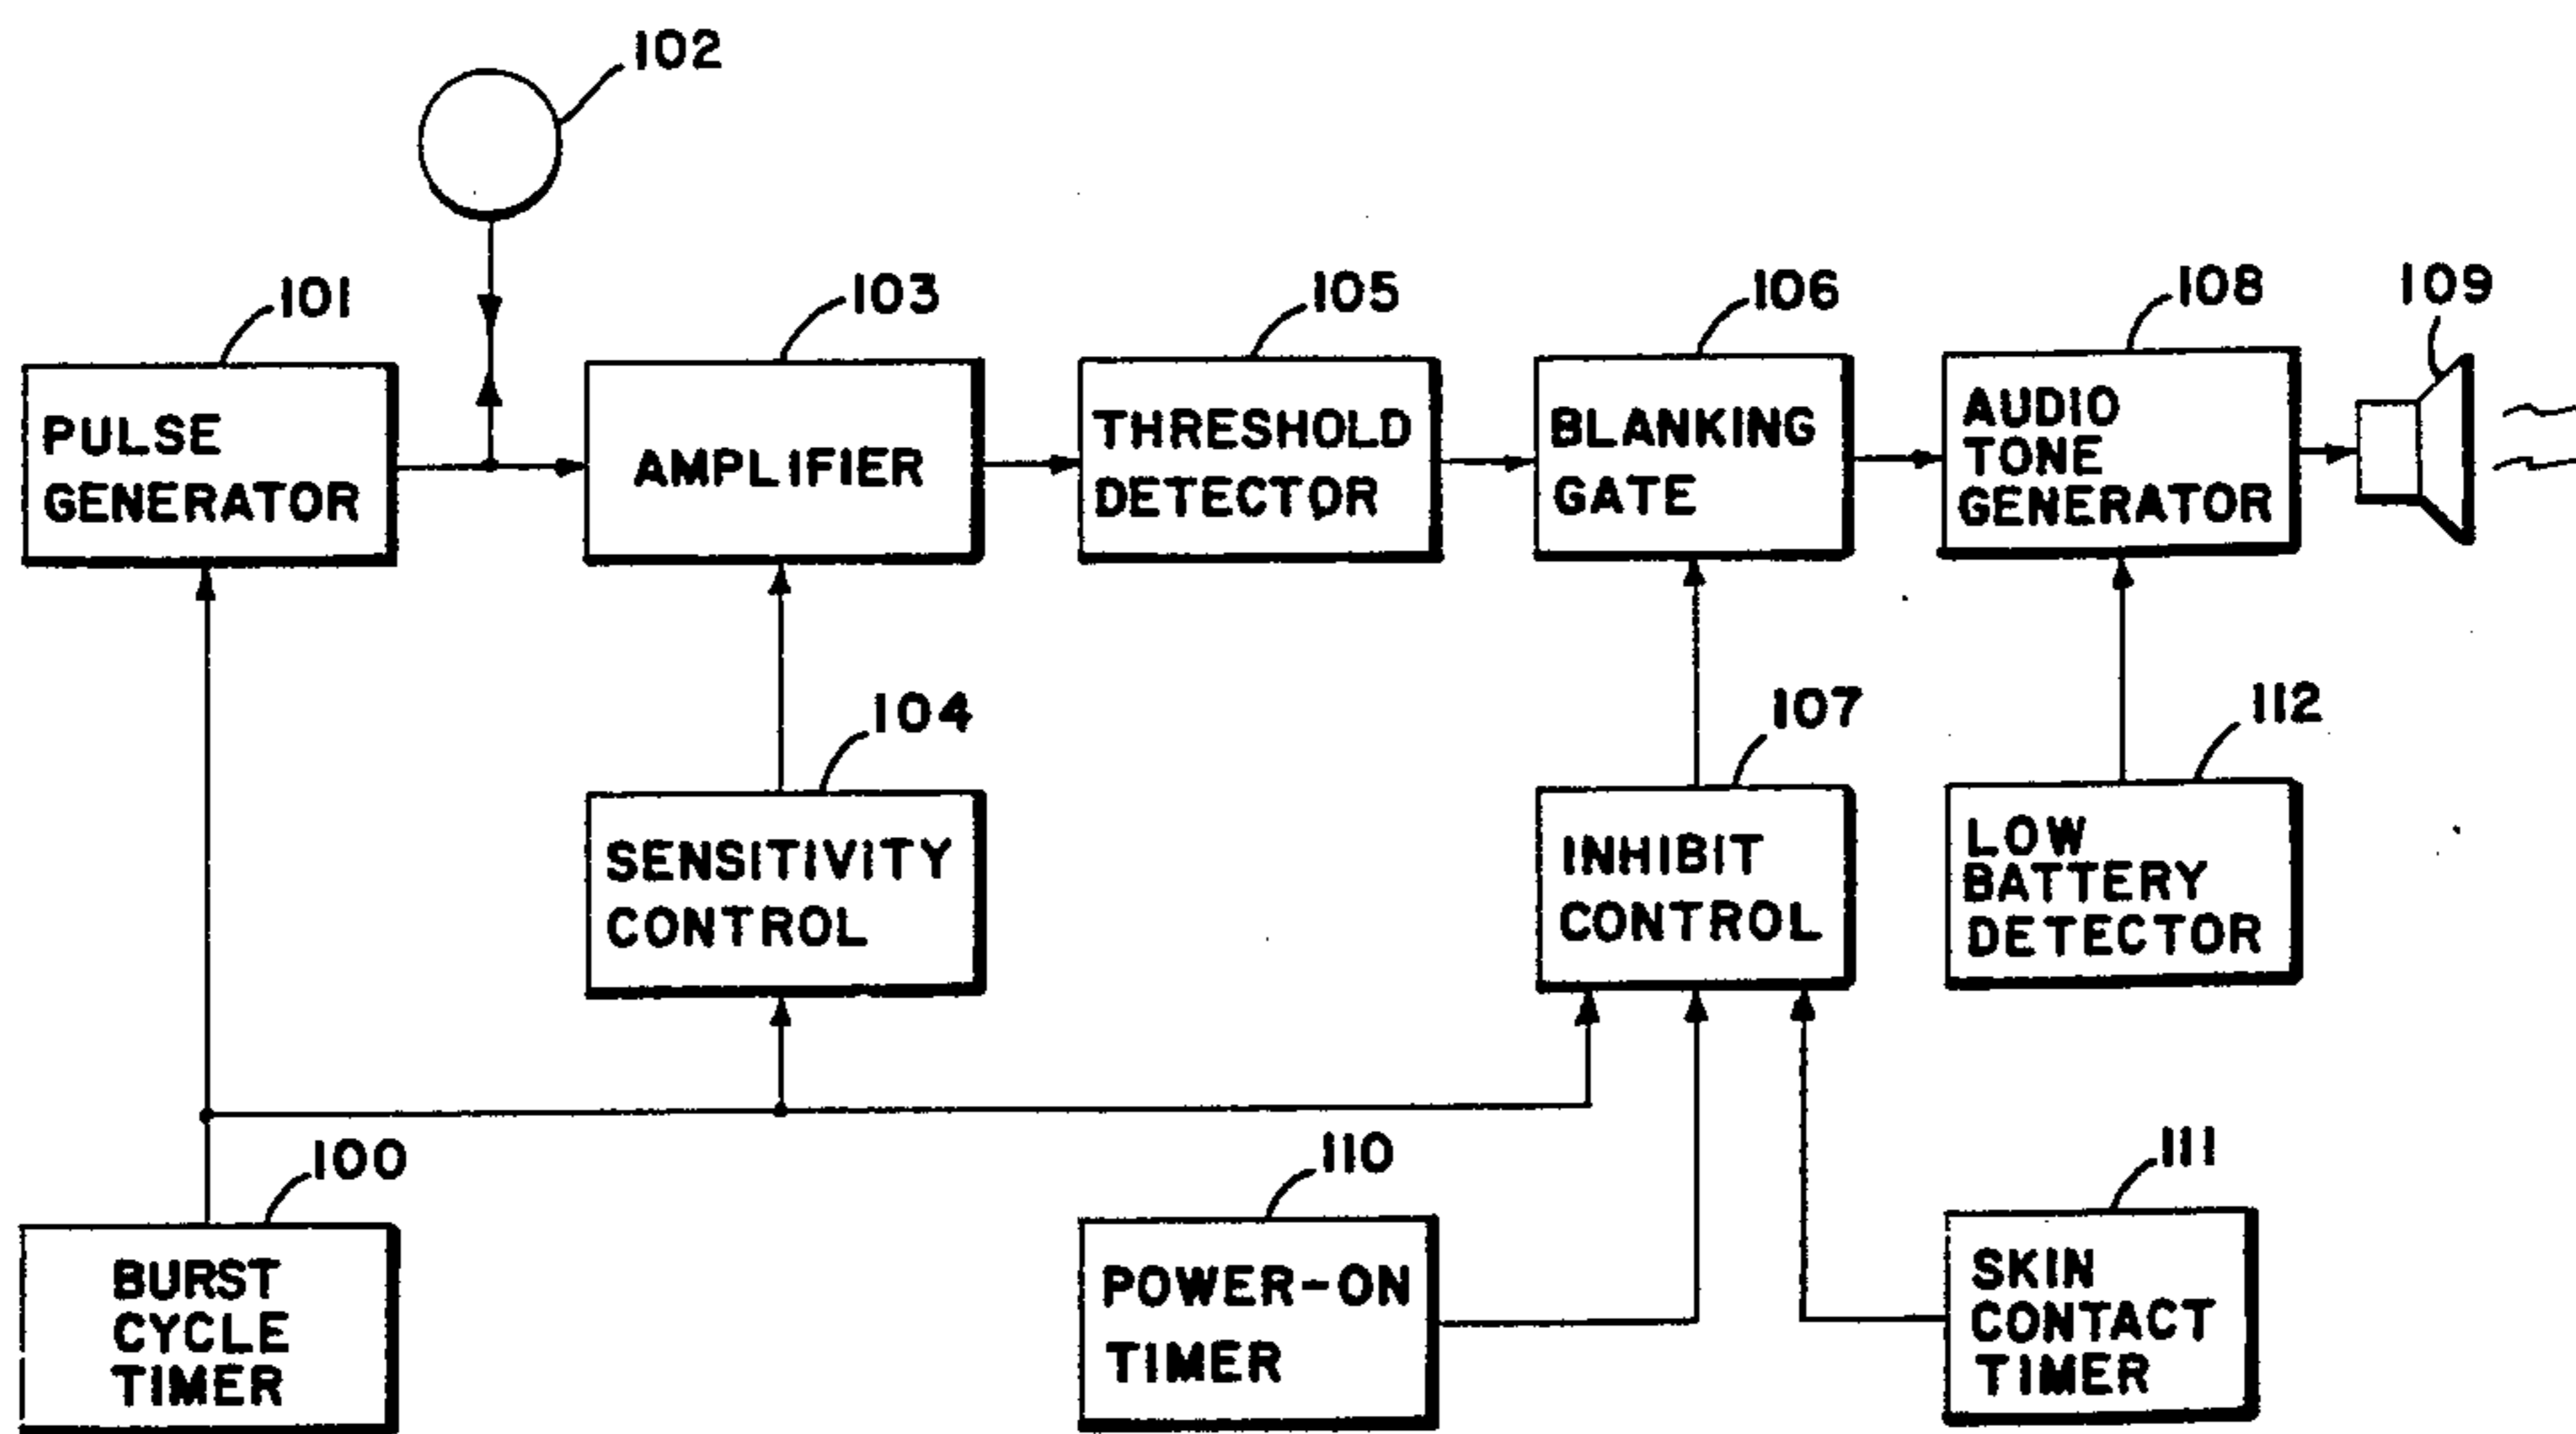 102
101
103
105
106
108
109
PULSE
GENERATOR
AMPLIFIER
THRESHOLD
DETECTOR
BLANKING
GATE
AUDIO
TONE
GENERATOR
104
107
112
SENSITIVITY
CONTROL
INHIBIT
CONTROL
LOW
BATTERY
DETECTOR
100
110
111
BURST
CYCLE
TIMER
POWER-ON
TIMER
SKIN
CONTACT
TIMER